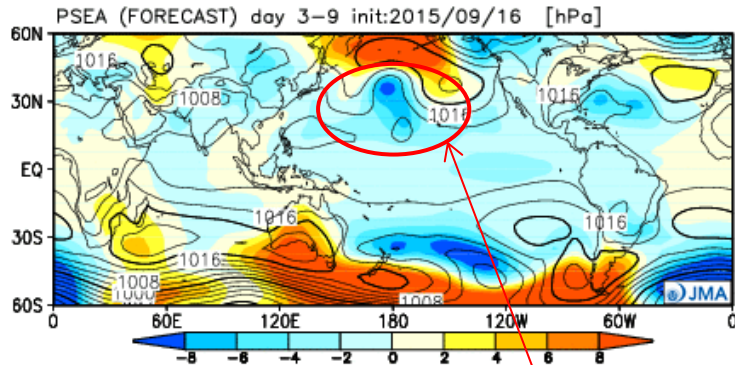 PSEA (FORECAST) day 3-9 init:2015/09/16 [hPa]
60N
30N
EQ
30S
60S
1016
1008
1016
1016
1016
1016
1016
1008
1008
JMA
0 60E 120E 180 120W 60W 0
-8 -6 -4 -2 0 2 4 6 8